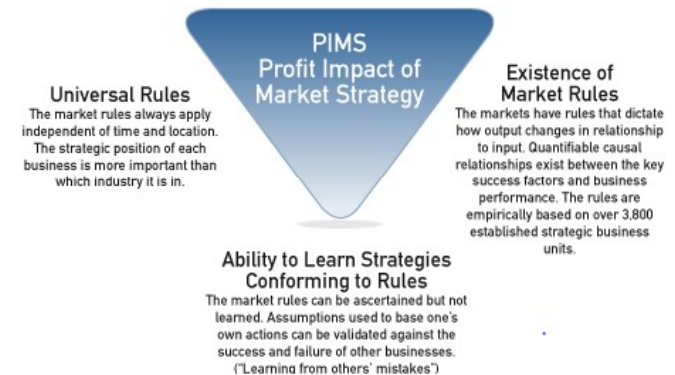 PIMS
Profit Impact of
Market Strategy
Universal Rules
The market rules always apply
independent of time and location.
The strategic position of each
business is more important than
which industry it is in.
Existence of
Market Rules
The markets have rules that dictate
how output changes in relationship
to input. Quantifiable causal
relationships exist between the key
success factors and business
performance. The rules are
empirically based on over 3,800
established strategic business
units.
Ability to Learn Strategies
Conforming to Rules
The market rules can be ascertained but not
learned. Assumptions used to base one's
own actions can be validated against the
success and failure of other businesses.
("Learning from others' mistakes")